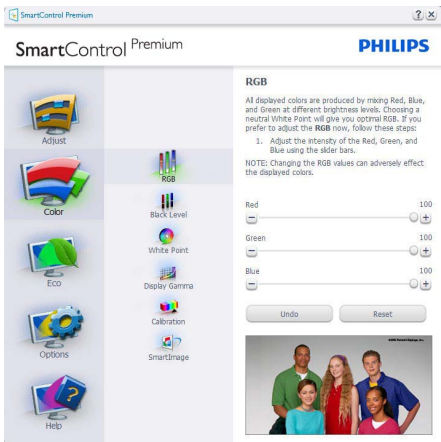 SmartControl Premium
? ×
SmartControl Premium
PHILIPS
Adjust
Color
Eco
Options
Help
RGB
Black Level
White Point
Display Gamma
Calibration
SmartImage
RGB
All displayed colors are produced by mixing Red, Blue,
and Green at different brightness levels. Choosing a
neutral White Point will give you optimal RGB. If you
prefer to adjust the RGB now, follow these steps:
1. Adjust the intensity of the Red, Green, and
Blue using the slider bars.
NOTE: Changing the RGB values can adversely effect
the displayed colors.
Red 100
Green 100
Blue 100
Undo Reset